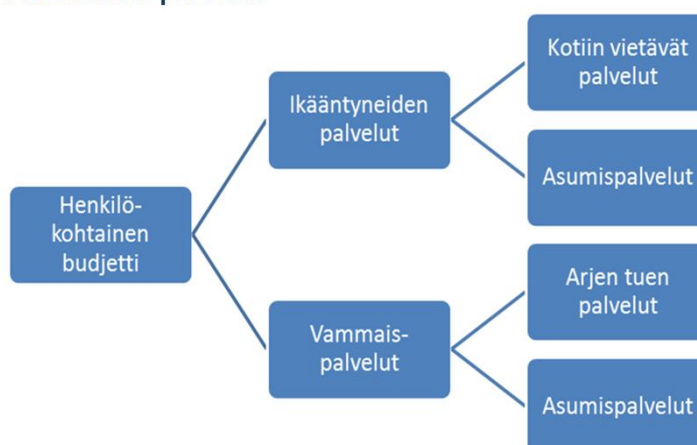 Henkilö-
kohtainen
budjetti
Ikääntyneiden
palvelut
Kotiin vietävät
palvelut
Asumispalvelut
Vammais-
palvelut
Arjen tuen
palvelut
Asumispalvelut